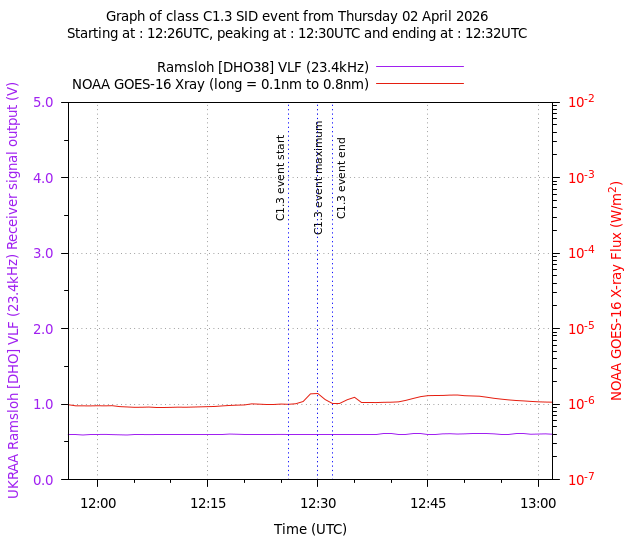 Graph of class C1.3 SID event from Thursday 02 April 2026
Starting at : 12:26UTC, peaking at : 12:30UTC and ending at : 12:32UTC
Ramsloh [DHO38] VLF (23.4kHz)
NOAA GOES-16 Xray (long = 0.1nm to 0.8nm)
UKRAA Ramsloh [DHO] VLF (23.4kHz) Receiver signal output (V)
5.0
4.0
3.0
2.0
1.0
0.0
C1.3 event start
C1.3 event maximum
C1.3 event end
10-2
10-3
10-4
10-5
10-6
10-7
NOAA GOES-16 X-ray Flux (W/m2)
12:00
12:15
12:30
12:45
13:00
Time (UTC)